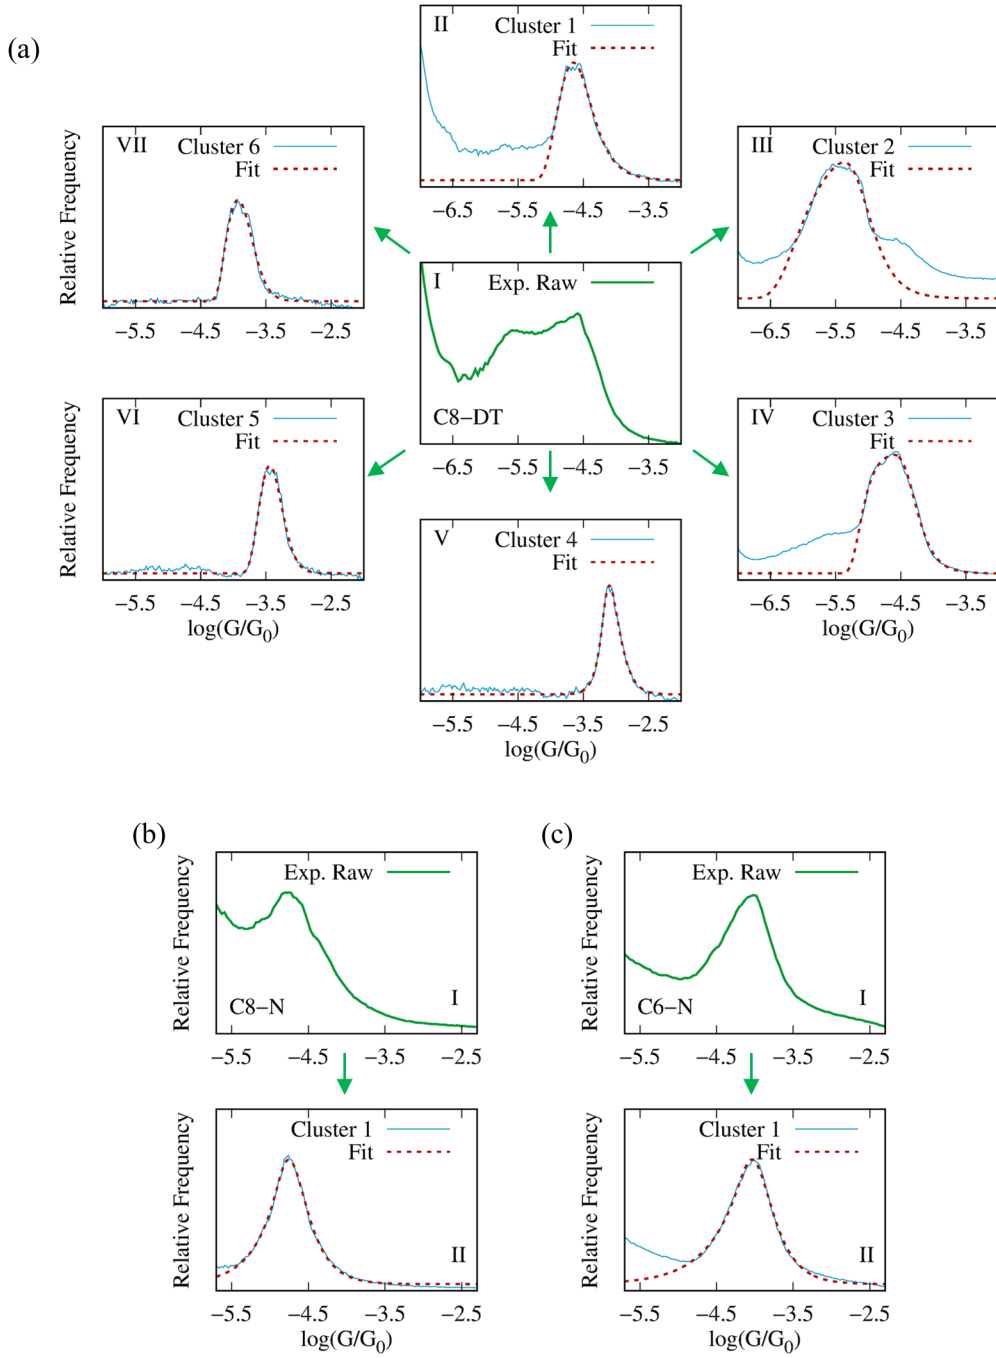 (a)
II
Cluster 1
Fit
−6.5 −5.5 −4.5 −3.5
Relative Frequency
VII
Cluster 6
Fit
−5.5 −4.5 −3.5 −2.5
III
Cluster 2
Fit
−6.5 −5.5 −4.5 −3.5
I
Exp. Raw
C8−DT
−6.5 −5.5 −4.5 −3.5
Relative Frequency
VI
Cluster 5
Fit
−5.5 −4.5 −3.5 −2.5
log(G/G0)
IV
Cluster 3
Fit
−6.5 −5.5 −4.5 −3.5
log(G/G0)
V
Cluster 4
Fit
−5.5 −4.5 −3.5 −2.5
log(G/G0)
(b)
Relative Frequency
Exp. Raw
C8−N
I
−5.5 −4.5 −3.5 −2.5
Relative Frequency
Cluster 1
Fit
II
−5.5 −4.5 −3.5 −2.5
log(G/G0)
(c)
Relative Frequency
Exp. Raw
C6−N
I
−5.5 −4.5 −3.5 −2.5
Relative Frequency
Cluster 1
Fit
II
−5.5 −4.5 −3.5 −2.5
log(G/G0)